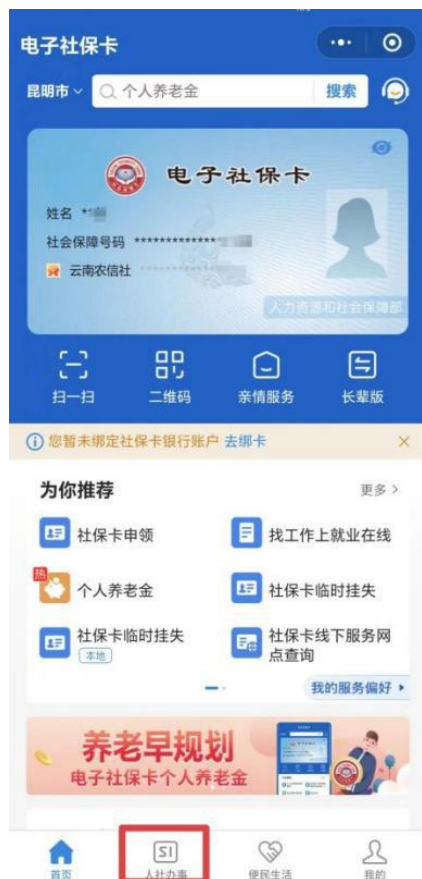 电子社保卡
昆明市
个人养老金
搜索
电子社保卡
姓名 **
社会保障号码 *************
云南农信社
人力资源和社会保障部
扫一扫
二维码
亲情服务
长辈版
您暂未绑定社保卡银行账户 去绑卡
为你推荐
更多
社保卡申领
找工作上就业在线
热
个人养老金
社保卡临时挂失
社保卡临时挂失
本地
社保卡线下服务网
点查询
我的服务偏好
养老早规划
电子社保卡个人养老金
SI
首页
人社办事
便民生活
我的